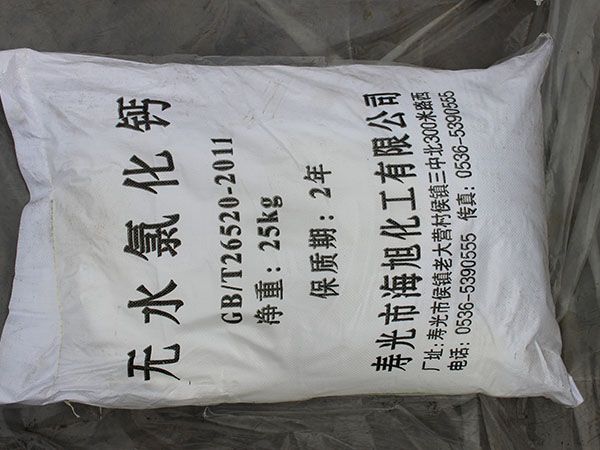 无水氯化钙
GB/T26520-2011
净重：25kg
保质期：2年
寿光市海旭化工有限公司
厂址：寿光市侯镇老大营村侯镇三中北300米路西
电话：0536-5390555 传真：0536-5390555